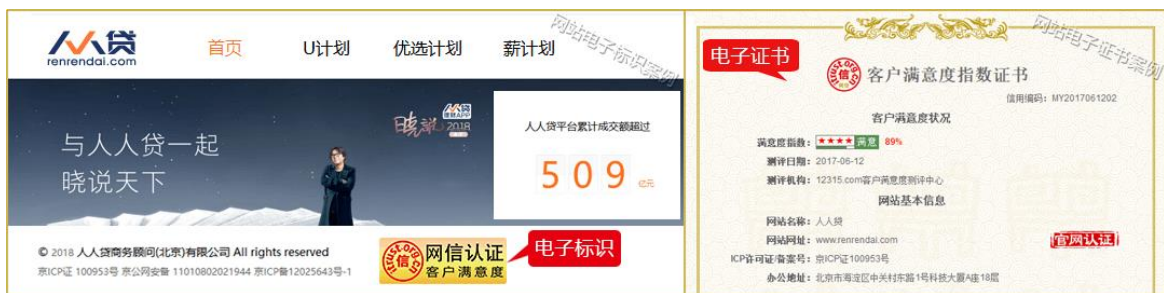 人人贷
renrendai.com
首页
U计划
优选计划
薪计划
网站电子标识案例
与人人贷一起
晓说天下
晓说
2018
人人贷平台累计成交额超过
509 亿元
© 2018 人人贷商务顾问(北京)有限公司 All rights reserved
京ICP证 100953号 京公网安备 11010802021944 京ICP备12025643号-1
itrust.org.cn
信
网信认证
客户满意度
电子标识
网站电子证书案例
电子证书
itrust.org.cn
信
客户满意度指数证书
信用编码：MY2017061202
客户满意度状况
满意度指数：★★★★ 满意 89%
测评日期：2017-06-12
测评机构：12315.com客户满意度测评中心
网站基本信息
网站名称：人人贷
网站网址：www.renrendai.com
官网认证
ICP许可证/备案号：京ICP证100953号
办公地址：北京市海淀区中关村东路1号科技大厦A座18层